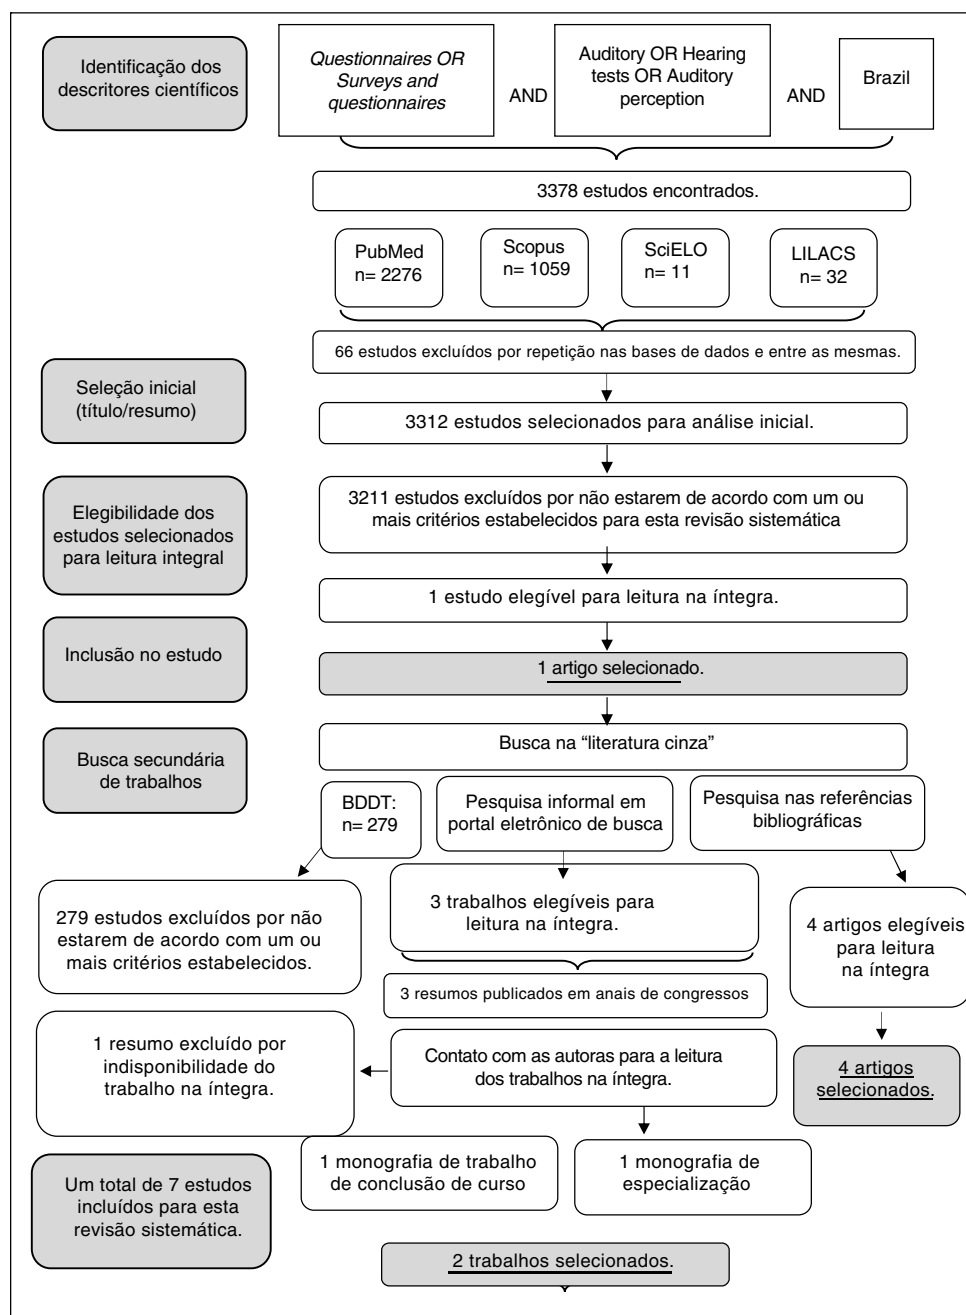 Identificação dos
descritores científicos
Questionnaires OR
Surveys and
questionnaires
AND
Auditory OR Hearing
tests OR Auditory
perception
AND
Brazil
3378 estudos encontrados.
PubMed
n= 2276
Scopus
n= 1059
SciELO
n= 11
LILACS
n= 32
66 estudos excluídos por repetição nas bases de dados e entre as mesmas.
Seleção inicial
(título/resumo)
3312 estudos selecionados para análise inicial.
Elegibilidade dos
estudos selecionados
para leitura integral
3211 estudos excluídos por não estarem de acordo com um ou
mais critérios estabelecidos para esta revisão sistemática
1 estudo elegível para leitura na íntegra.
Inclusão no estudo
1 artigo selecionado.
Busca secundária
de trabalhos
Busca na “literatura cinza”
BDDT:
n= 279
Pesquisa informal em
portal eletrônico de busca
Pesquisa nas referências
bibliográficas
279 estudos excluídos por não
estarem de acordo com um ou
mais critérios estabelecidos.
3 trabalhos elegíveis para
leitura na íntegra.
4 artigos elegíveis
para leitura
na íntegra
3 resumos publicados em anais de congressos
1 resumo excluído por
indisponibilidade do
trabalho na íntegra.
Contato com as autoras para a leitura
dos trabalhos na íntegra.
4 artigos
selecionados.
1 monografia de trabalho
de conclusão de curso
1 monografia de
especialização
Um total de 7 estudos
incluídos para esta
revisão sistemática.
2 trabalhos selecionados.